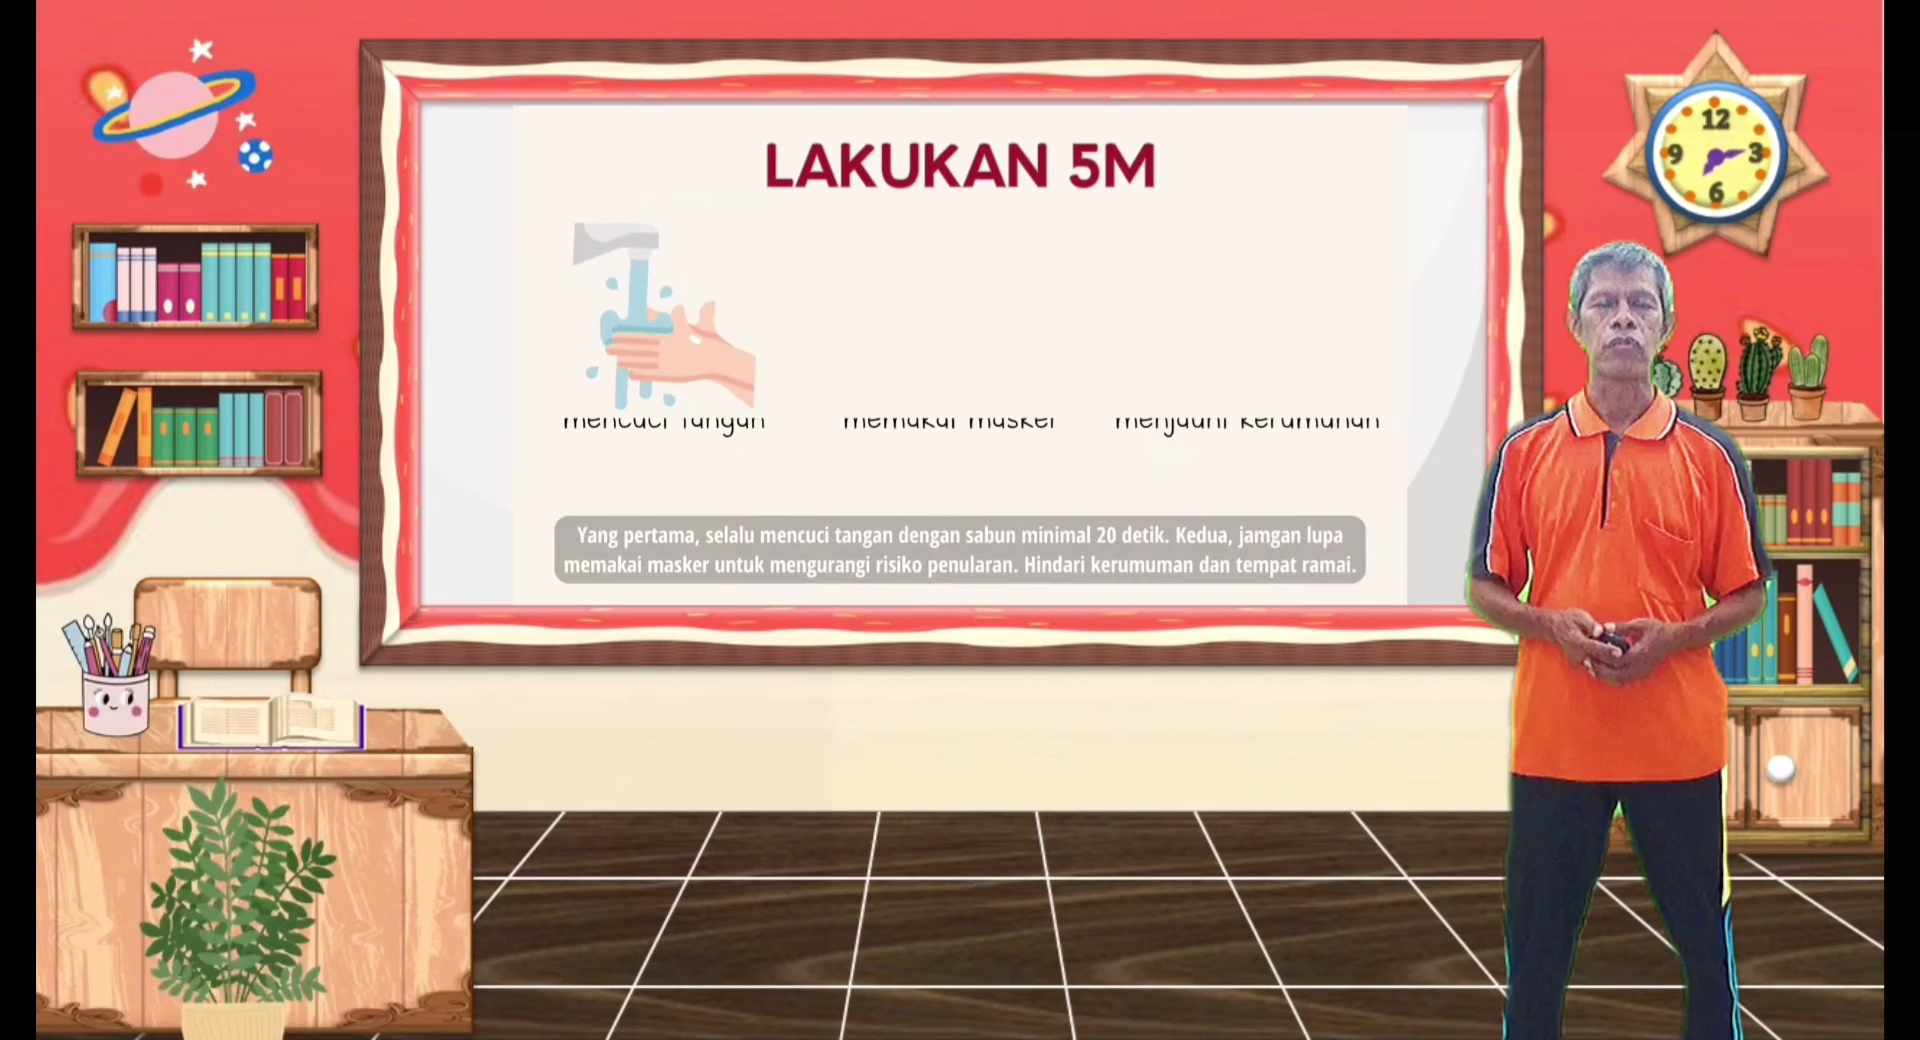 LAKUKAN 5M
mencuci tangan memakai masker menjauhi kerumunan
Yang pertama, selalu mencuci tangan dengan sabun minimal 20 detik. Kedua, jamgan lupa
memakai masker untuk mengurangi risiko penularan. Hindari kerumuman dan tempat ramai.
12
9 3
6